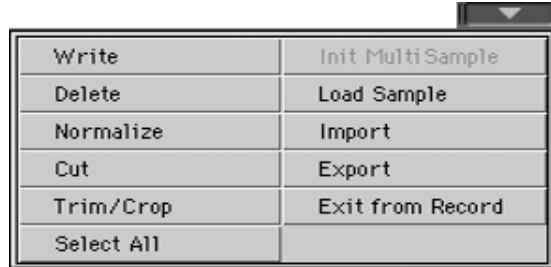 Write
Delete
Normalize
Cut
Trim/Crop
Select All
Init MultiSample
Load Sample
Import
Export
Exit from Record